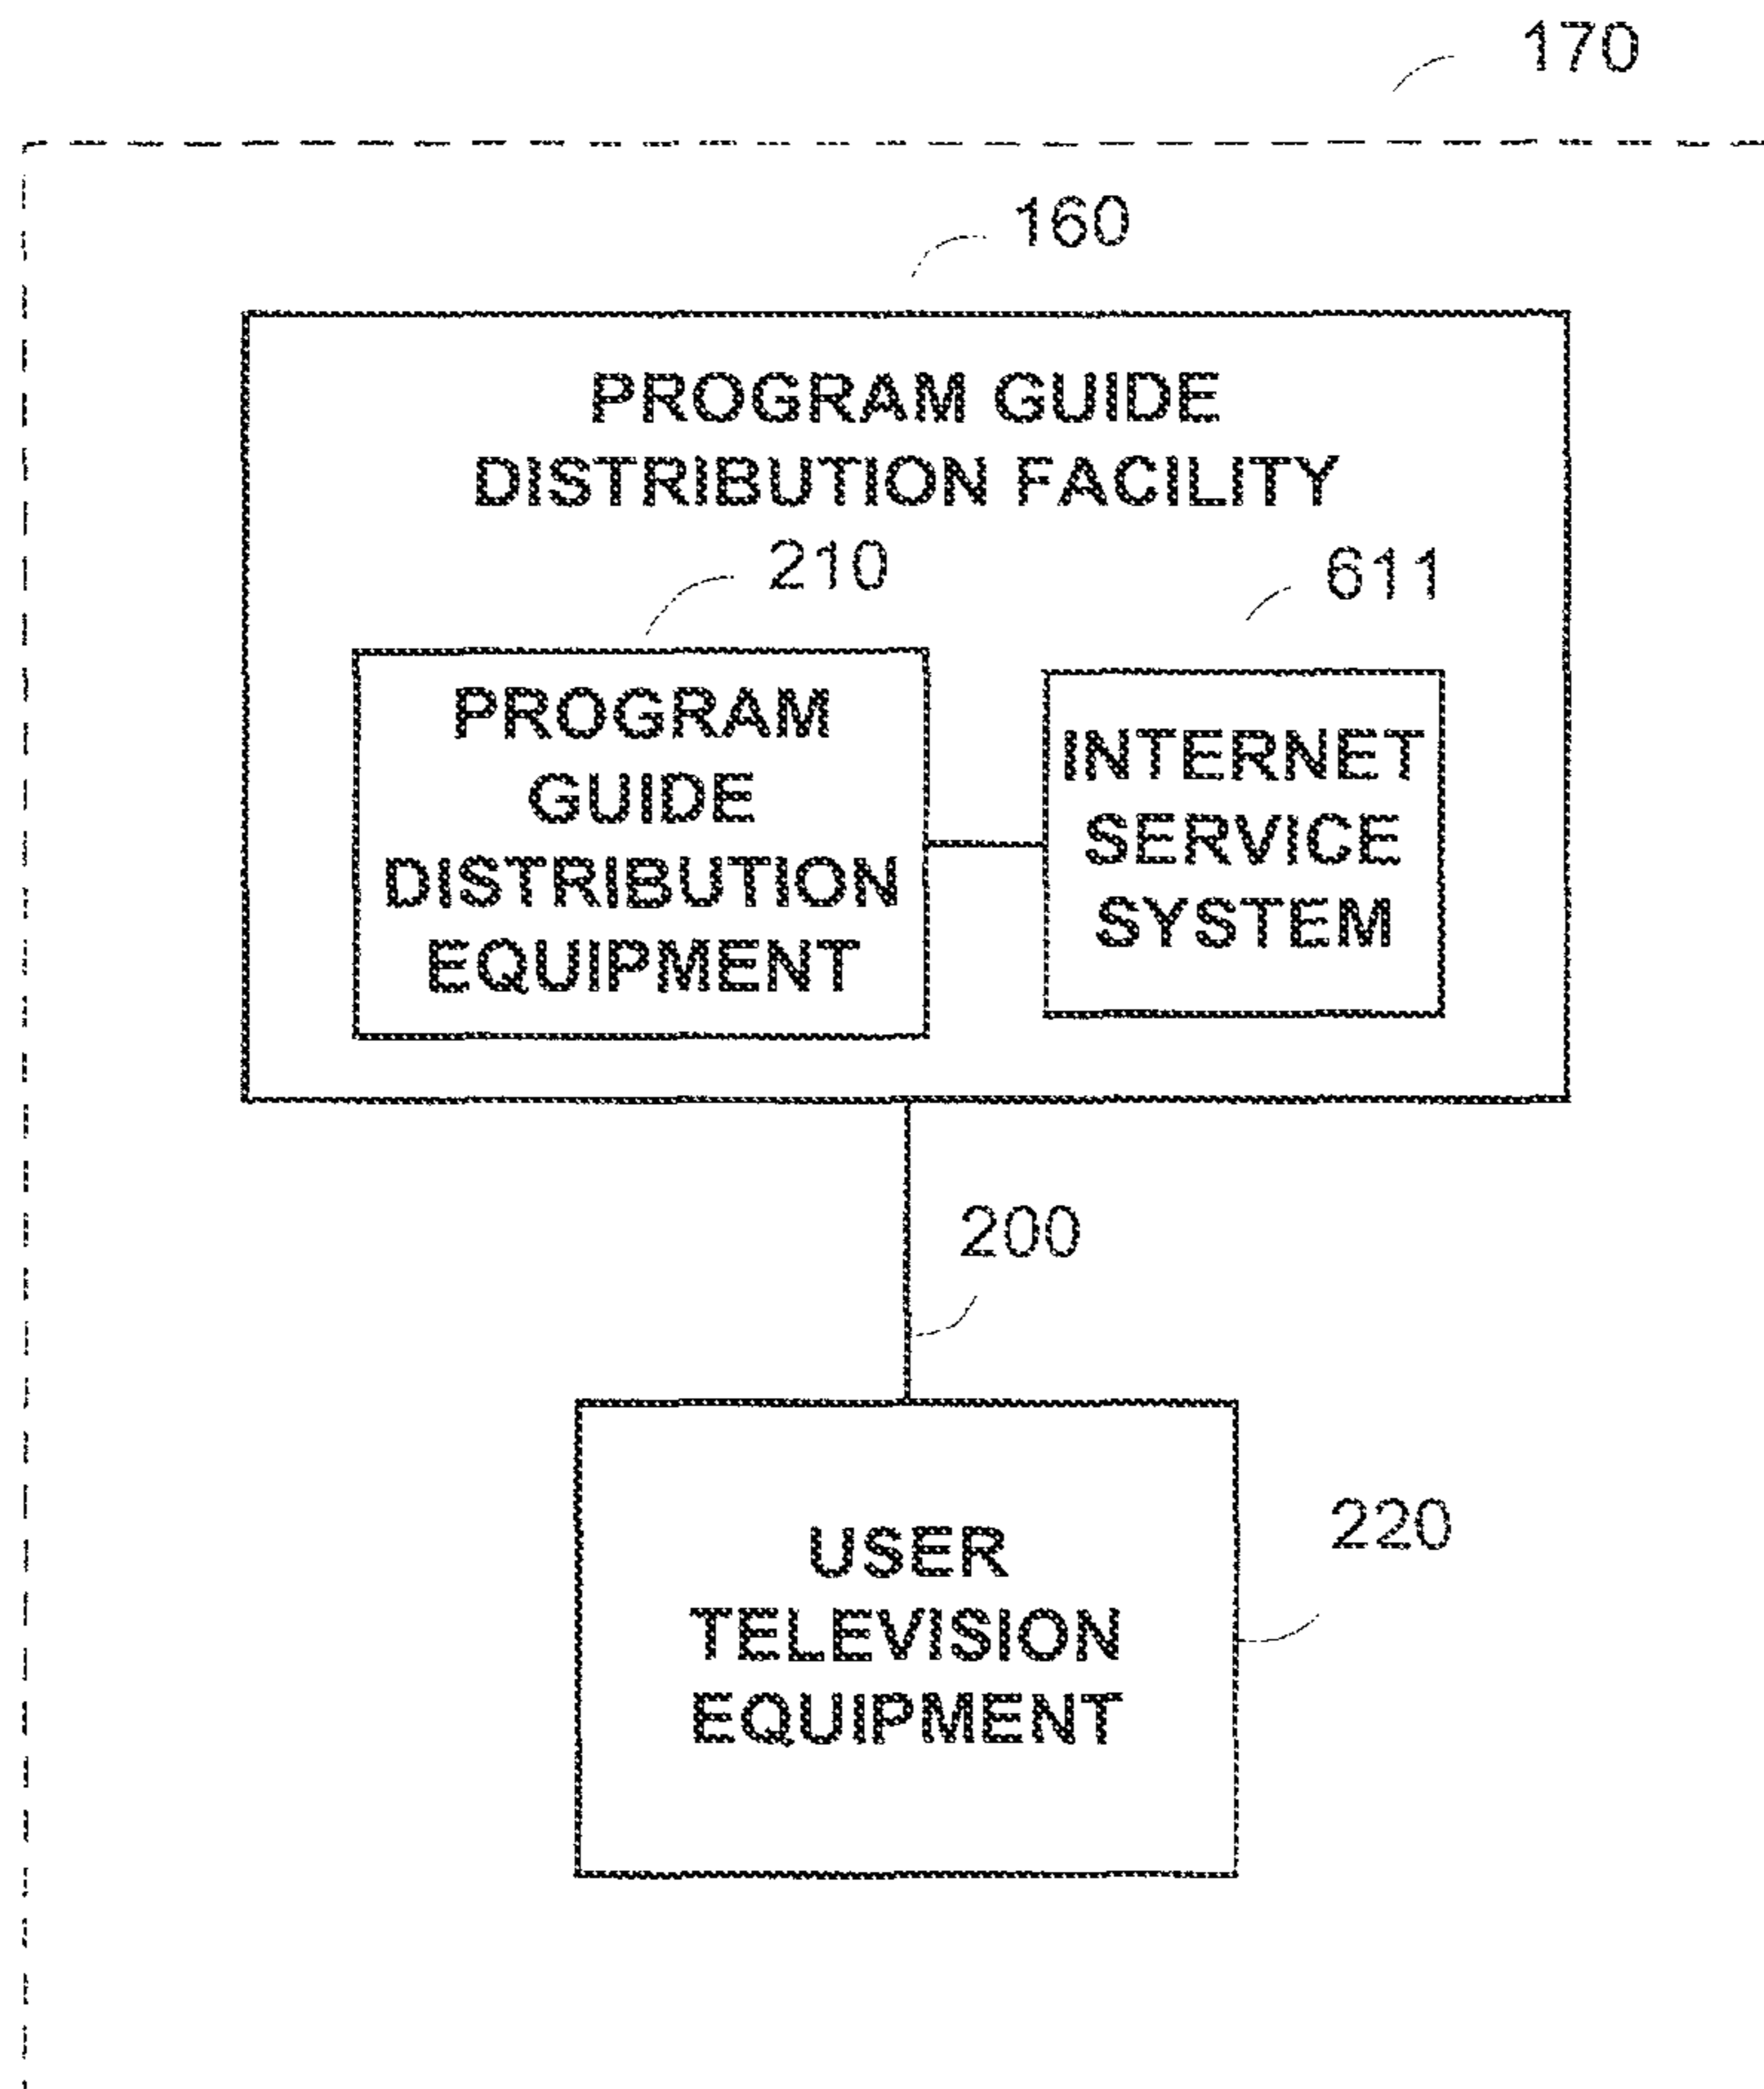 170
160
PROGRAM GUIDE
DISTRIBUTION FACILITY
210
611
PROGRAM
GUIDE
DISTRIBUTION
EQUIPMENT
INTERNET
SERVICE
SYSTEM
200
220
USER
TELEVISION
EQUIPMENT